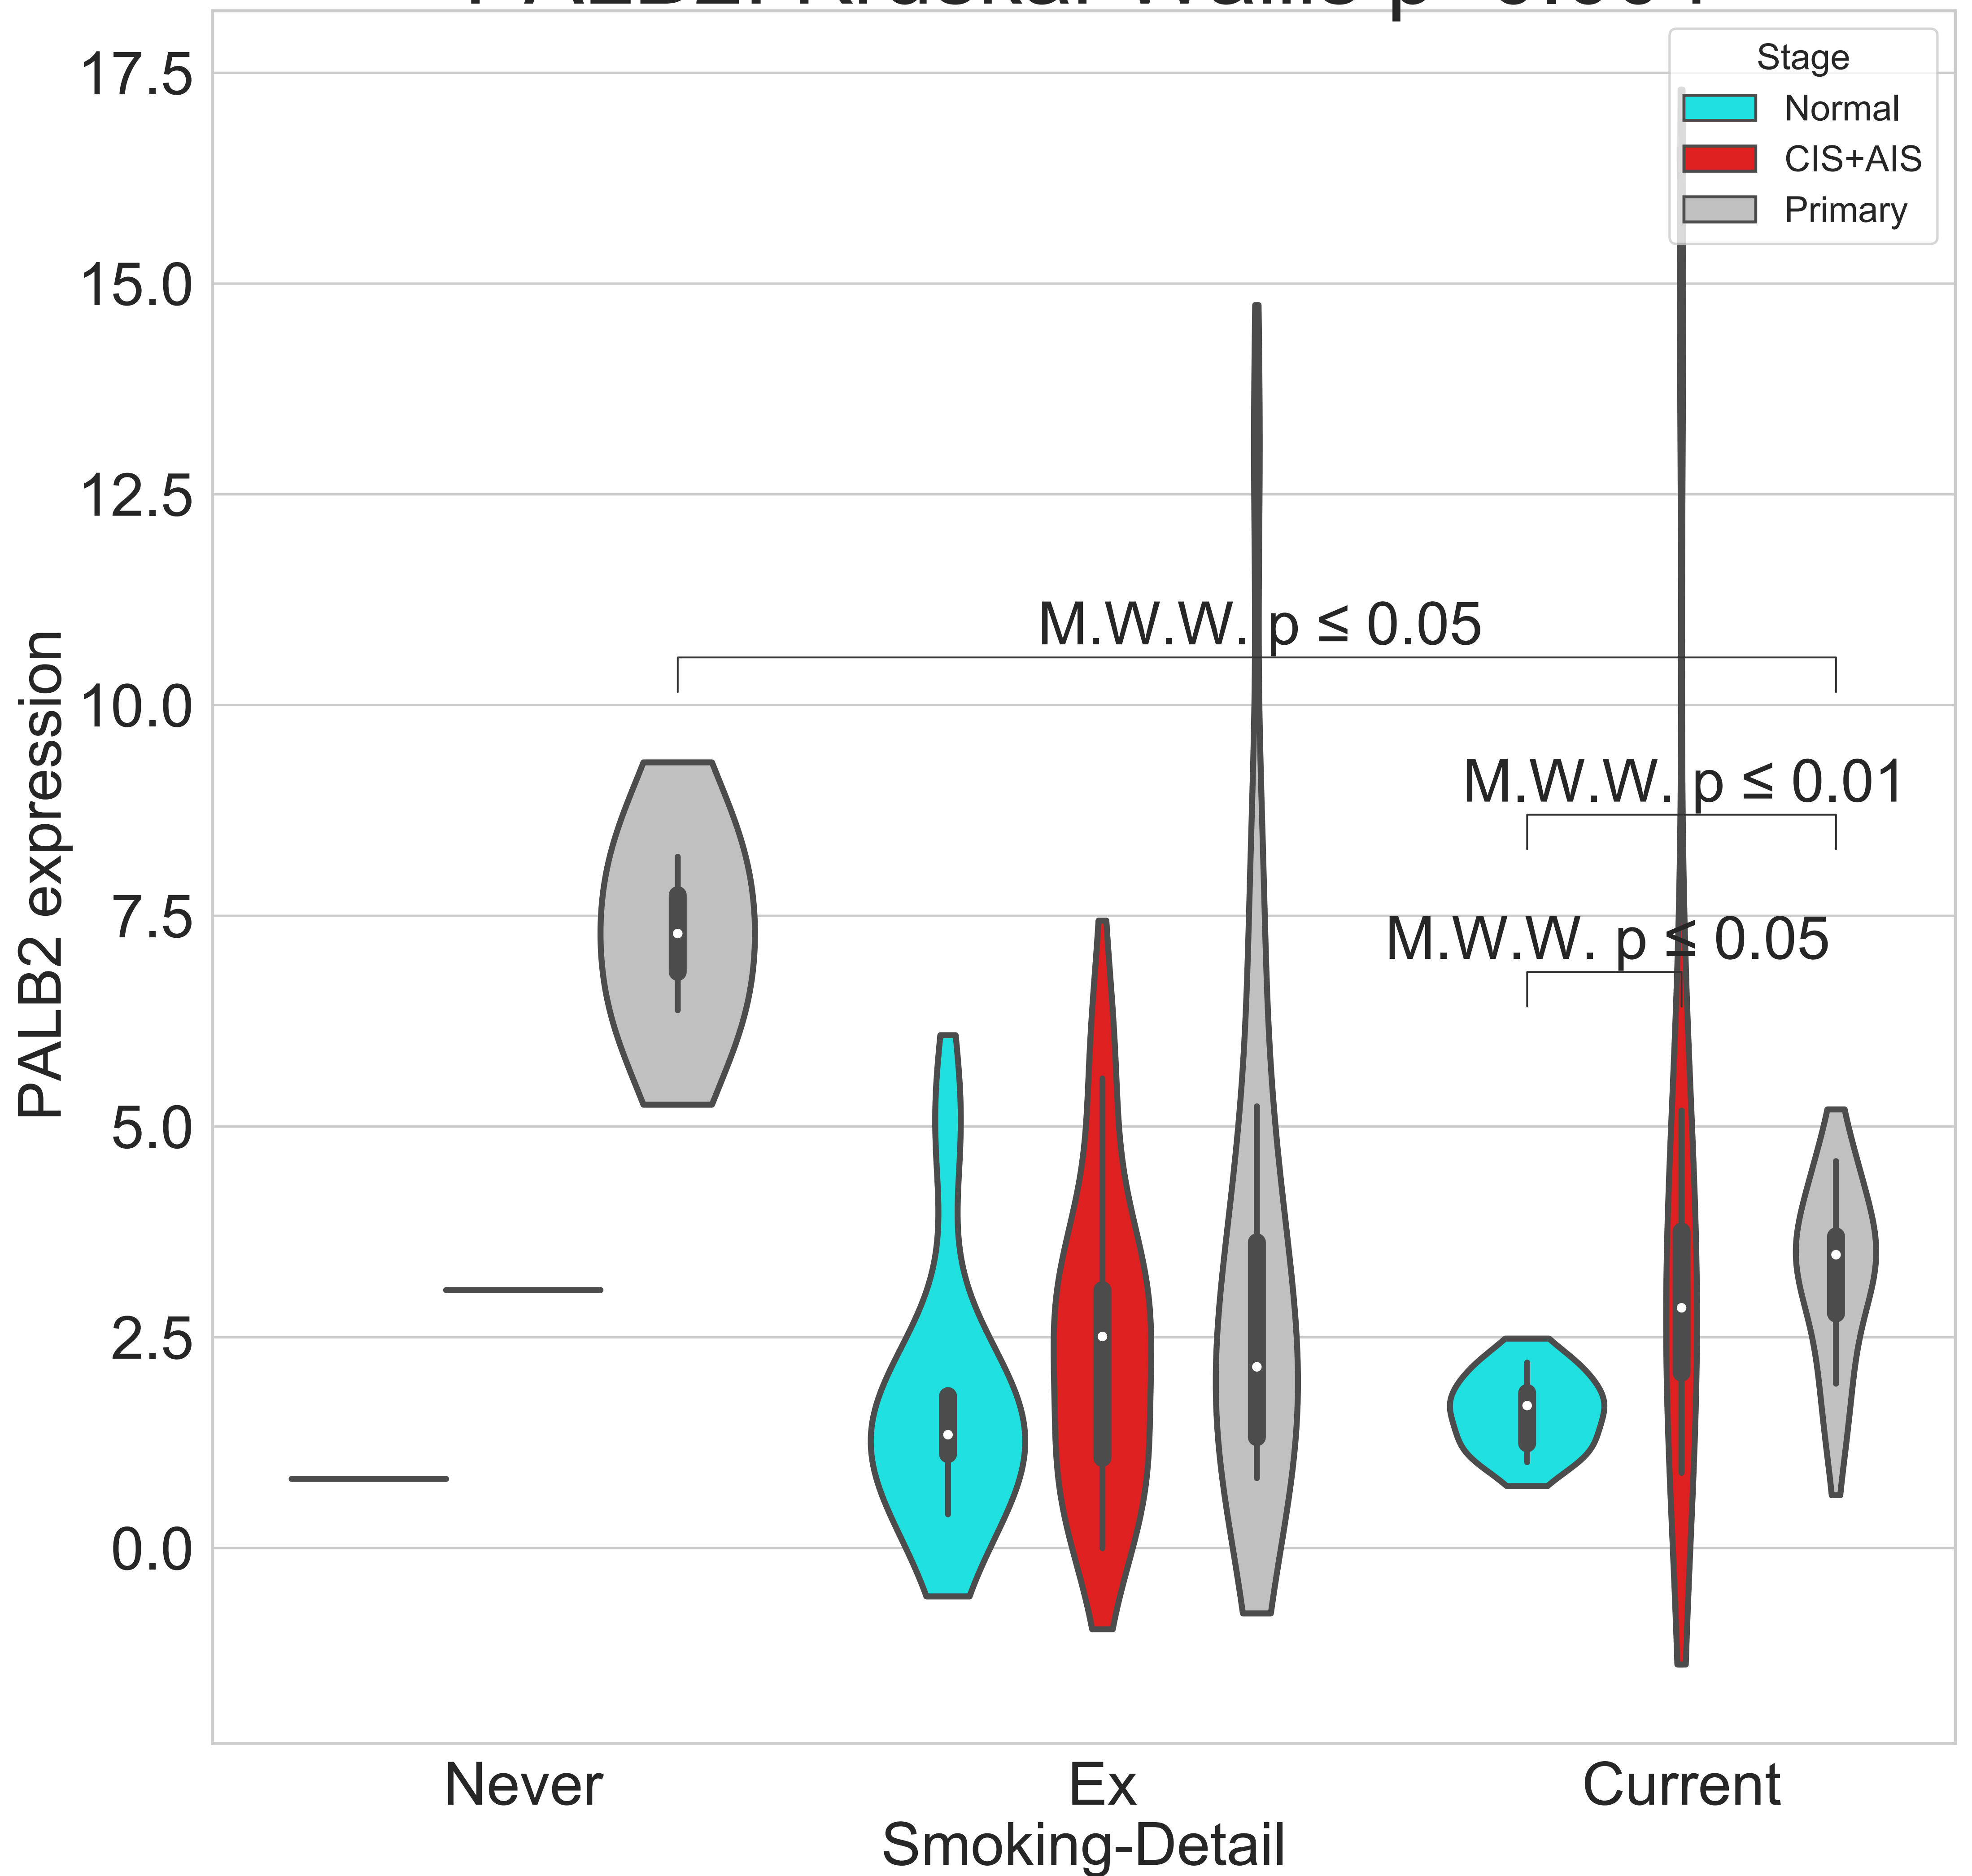 17.5
15.0
12.5
10.0
7.5
5.0
2.5
0.0
PALB2 expression
Stage
Normal
CIS+AIS
Primary
M.W.W. p ≤ 0.05
M.W.W. p ≤ 0.01
M.W.W. p ≤ 0.05
Never
Ex
Current
Smoking-Detail